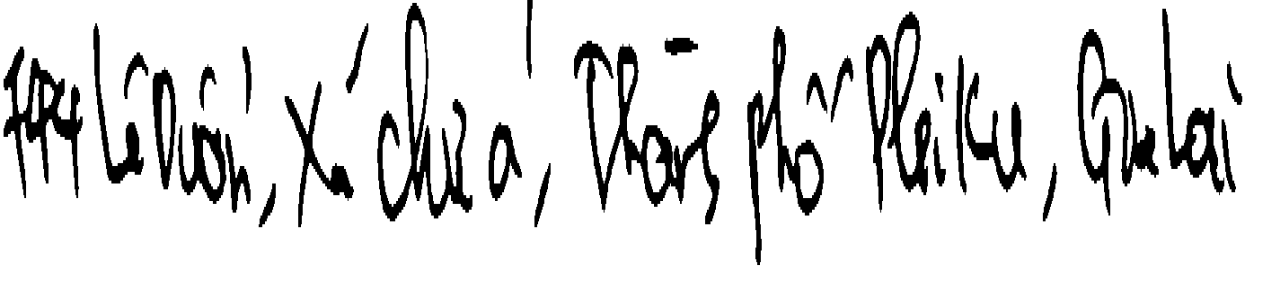 Lê Duẩn, Xã chư á, Thành phố Pleiku, Gia Lai